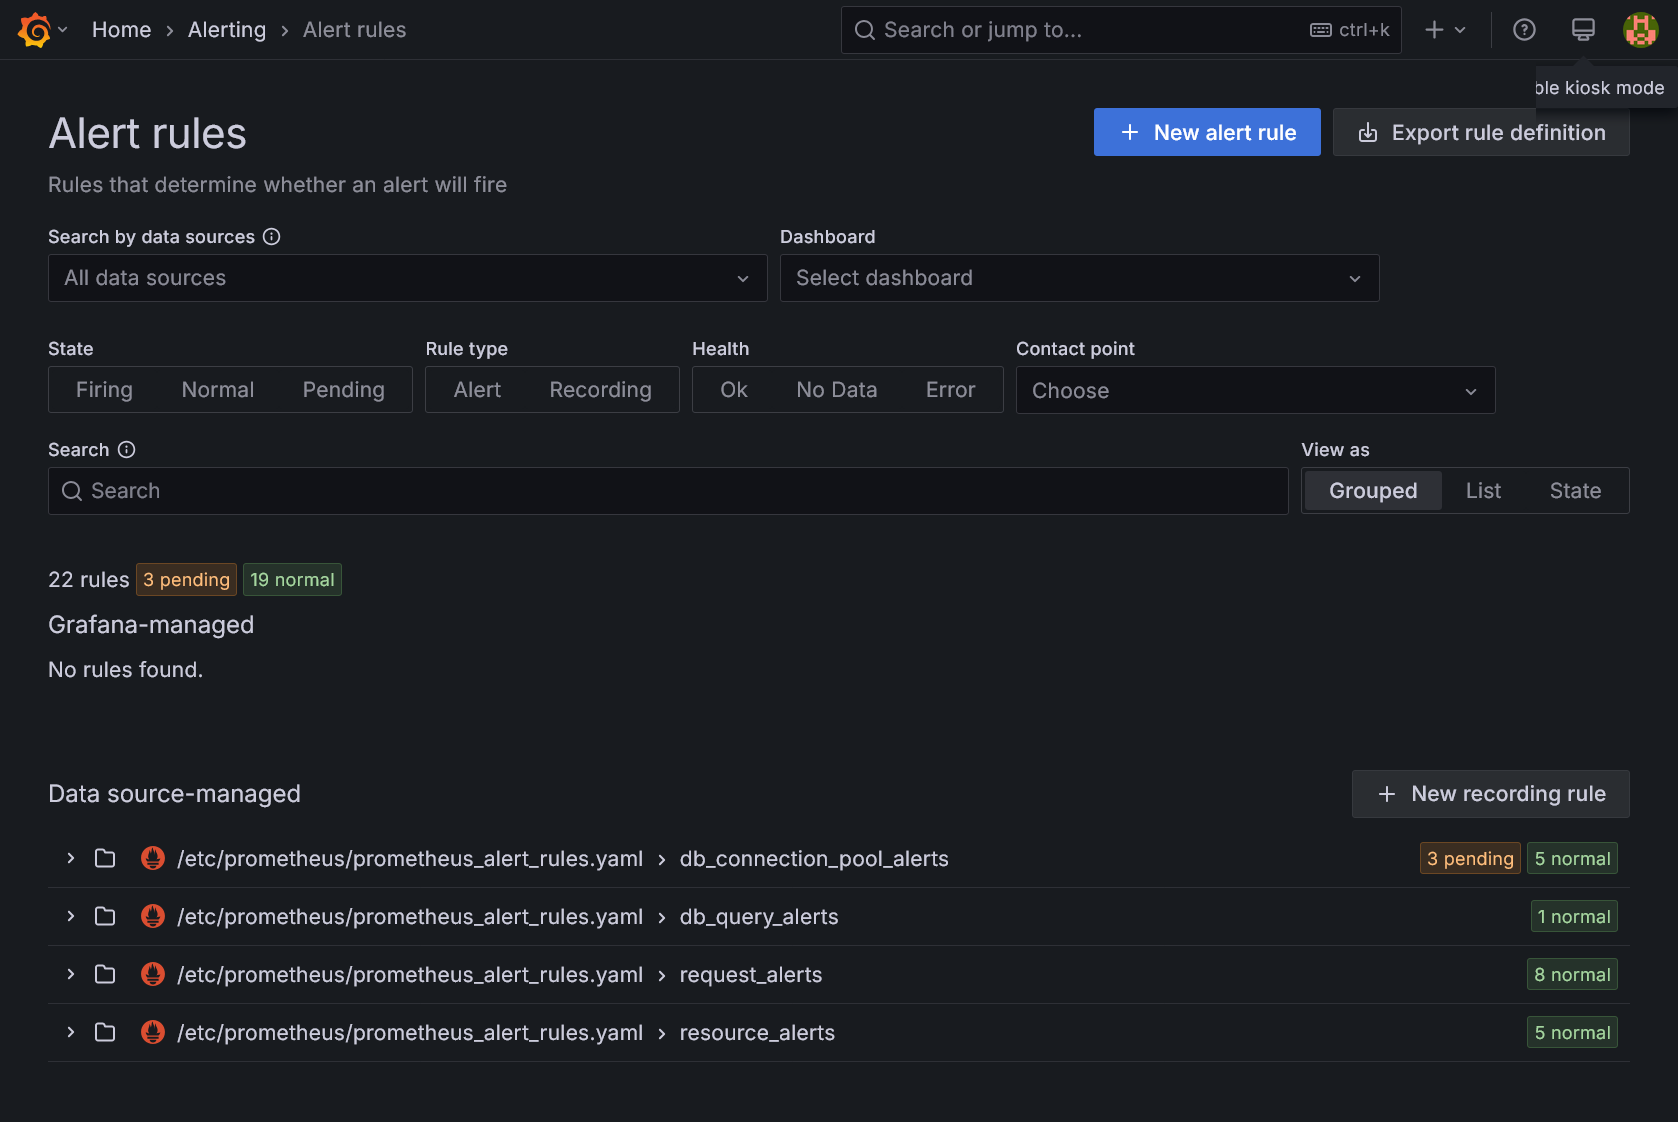 Home › Alerting › Alert rules
Search or jump to...
ctrl+k
ble kiosk mode
Alert rules
New alert rule
Export rule definition
Rules that determine whether an alert will fire
Search by data sources
Dashboard
All data sources
Select dashboard
State
Rule type
Health
Contact point
Firing Normal Pending
Alert Recording
Ok No Data Error
Choose
Search
View as
Search
Grouped List State
22 rules 3 pending 19 normal
Grafana-managed
No rules found.
Data source-managed
New recording rule
/etc/prometheus/prometheus_alert_rules.yaml › db_connection_pool_alerts 3 pending 5 normal
/etc/prometheus/prometheus_alert_rules.yaml › db_query_alerts 1 normal
/etc/prometheus/prometheus_alert_rules.yaml › request_alerts 8 normal
/etc/prometheus/prometheus_alert_rules.yaml › resource_alerts 5 normal